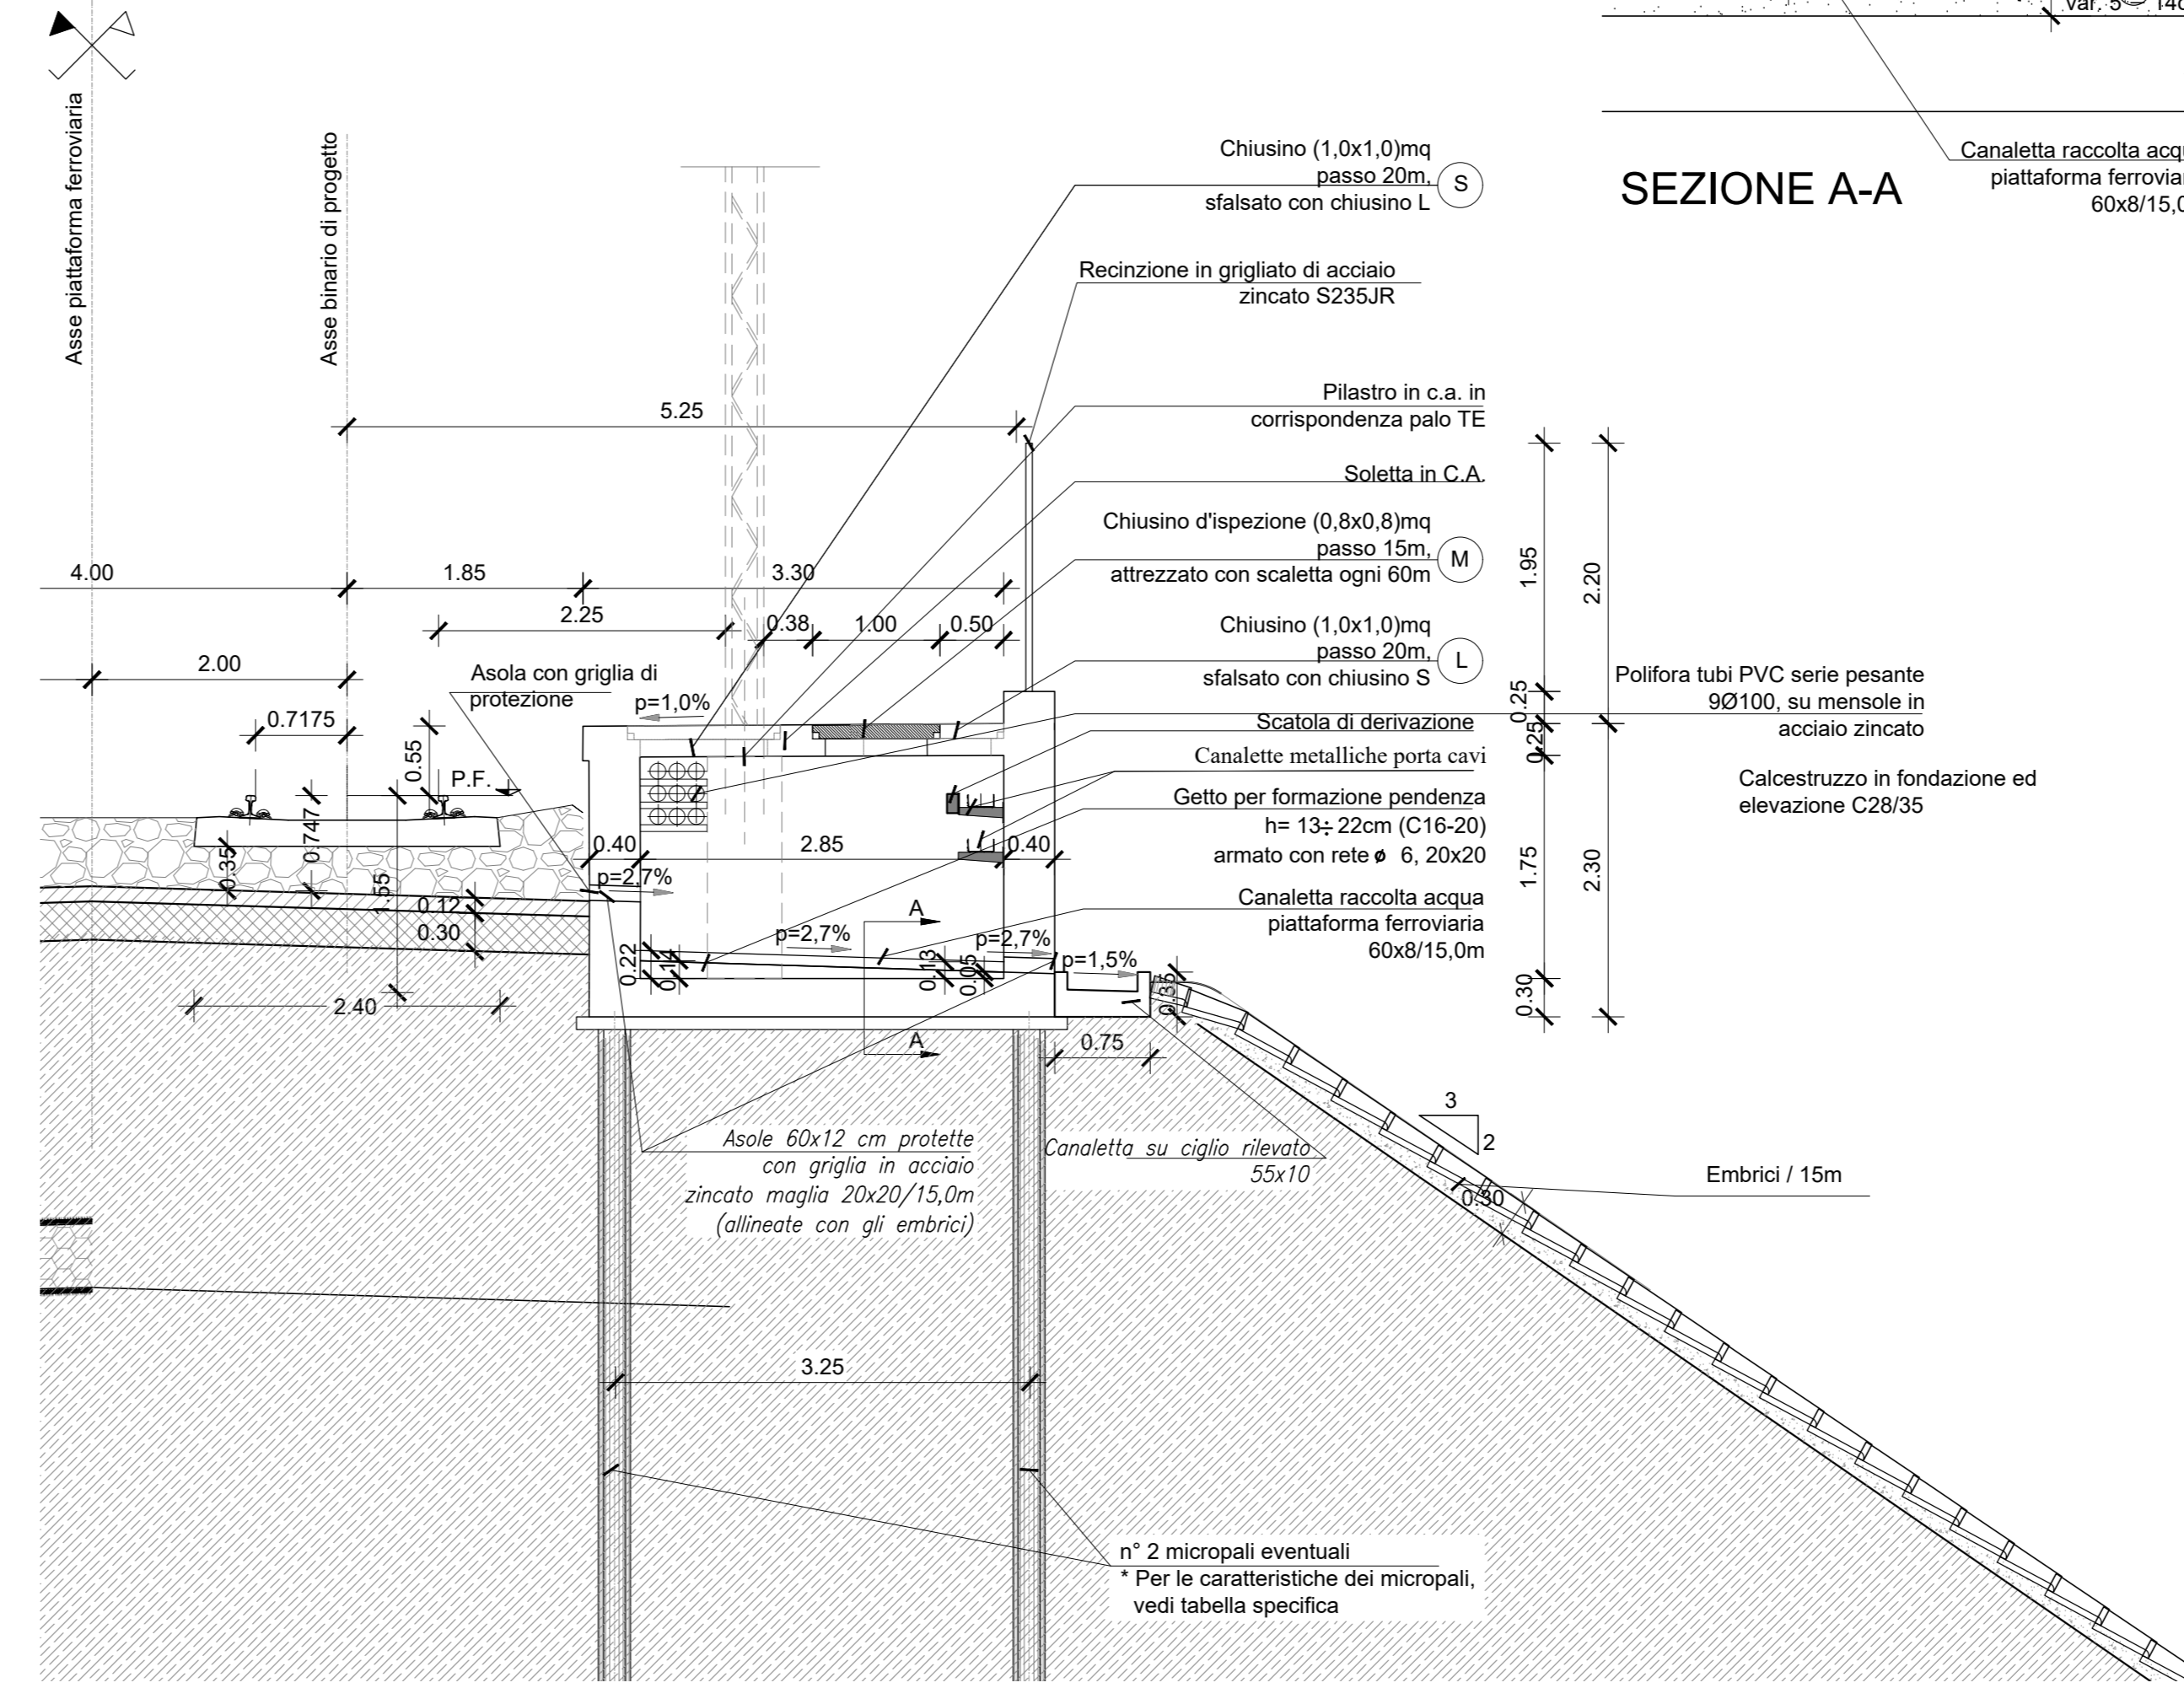 Asse piattaforma ferroviaria
Asse binario di progetto
Chiusino (1,0x1,0)mq
passo 20m,
sfalsato con chiusino L
S
SEZIONE A-A
Canaletta raccolta
piattaforma
60x8/15,0
Recinzione in grigliato di acciaio
zincato S235JR
Pilastro in c.a. in
corrispondenza palo TE
Soletta in C.A.
Chiusino d'ispezione (0,8x0,8)mq
passo 15m,
attrezzato con scaletta ogni 60m
M
Chiusino (1,0x1,0)mq
passo 20m,
sfalsato con chiusino S
L
Polifora tubi PVC serie pesante
9Ø100, su mensole in
acciaio zincato
Scatola di derivazione
Canalette metalliche porta cavi
Getto per formazione pendenza
h= 13÷22cm (C16-20)
armato con rete ø 6, 20x20
Calcestruzzo in fondazione ed
elevazione C28/35
Canaletta raccolta acqua
piattaforma ferroviaria
60x8/15,0m
5.25
4.00
1.85
3.30
2.25
0.38
1.00
0.50
2.00
Asola con griglia di
protezione
p=1,0%
0.7175
0.55
P.F.
0.747
0.35
1.55
0.12
0.30
2.40
0.40
2.85
0.40
p=2,7%
A
p=2,7%
p=2,7%
p=1,5%
0.22
0.14
0.13
0.05
0.35
A
0.75
1.95
2.20
0.25
0.25
1.75
2.30
0.30
3
2
Asole 60x12 cm protette
con griglia in acciaio
zincato maglia 20x20/15,0m
(allineate con gli embrici)
Canaletta su ciglio rilevato
55x10
Embrici / 15m
0.30
3.25
n° 2 micropali eventuali
* Per le caratteristiche dei micropali,
vedi tabella specifica